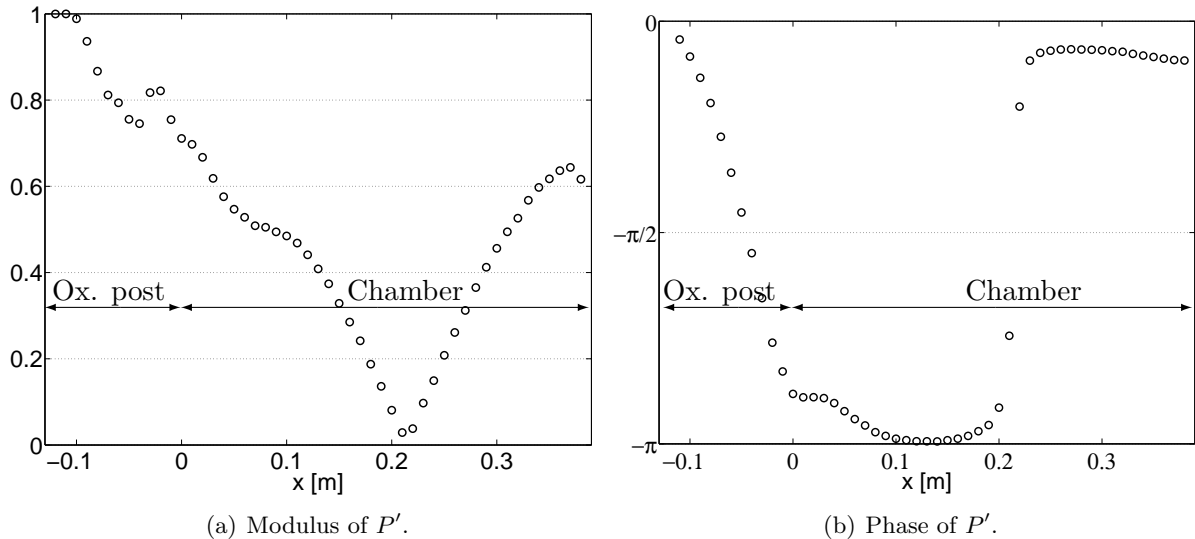 1
0.8
0.6
0.4
0.2
0
Ox. post
Chamber
−0.1
0
0.1
0.2
0.3
x [m]
(a) Modulus of P′.
0
−π/2
−π
Ox. post
Chamber
−0.1
0
0.1
0.2
0.3
x [m]
(b) Phase of P′.